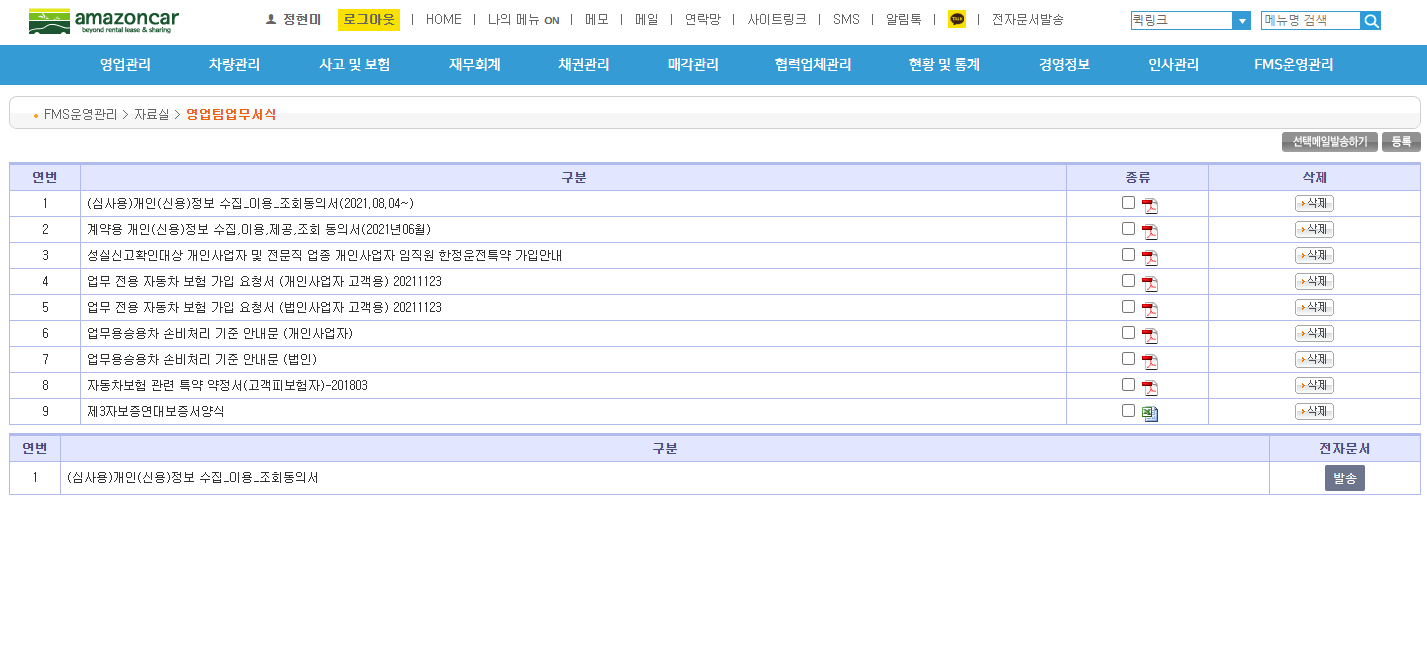 amazoncar
beyond rental lease & sharing
정현미 로그아웃 | HOME | 나의 메뉴 ON | 메모 | 메일 | 연락망 | 사이트링크 | SMS | 알림톡 | TALK | 전자문서발송 퀵링크 메뉴명 검색
영업관리 차량관리 사고 및 보험 재무회계 채권관리 매각관리 협력업체관리 현황 및 통계 경영정보 인사관리 FMS운영관리
FMS운영관리 > 자료실 > 영업팀업무서식
선택메일발송하기 등록
연번 구분 종류 삭제
1 (심사용)개인(신용)정보 수집_이용_조회동의서(2021.08.04~) 삭제
2 계약용 개인(신용)정보 수집,이용,제공,조회 동의서(2021년06월) 삭제
3 성실신고확인대상 개인사업자 및 전문직 업종 개인사업자 임직원 한정운전특약 가입안내 삭제
4 업무 전용 자동차 보험 가입 요청서 (개인사업자 고객용) 20211123 삭제
5 업무 전용 자동차 보험 가입 요청서 (법인사업자 고객용) 20211123 삭제
6 업무용승용차 손비처리 기준 안내문 (개인사업자) 삭제
7 업무용승용차 손비처리 기준 안내문 (법인) 삭제
8 자동차보험 관련 특약 약정서(고객피보험자)-201803 삭제
9 제3자보증연대보증서양식 삭제
연번 구분 전자문서
1 (심사용)개인(신용)정보 수집_이용_조회동의서 발송